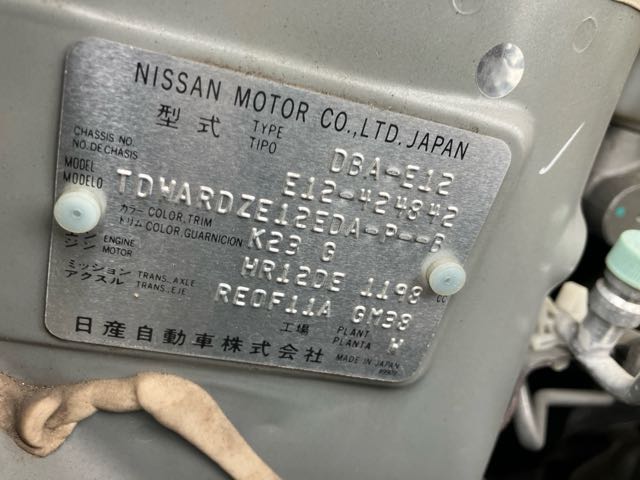 NISSAN MOTOR CO.,LTD.JAPAN
型式 TYPE TIPO DBA-E12
CHASSIS NO. NO.DE CHASIS E12-424842
MODEL MODELO TDWARDZE12EDA-P--G
カラー COLOR,TRIM トリム COLOR,GUARNICION K23 G
エンジン ENGINE MOTOR HR12DE 1198 cc
ミッション TRANS.,AXLE アクスル TRANS.,EJE RE0F11A GM38
工場 PLANT PLANTA W
日産自動車株式会社 MADE IN JAPAN